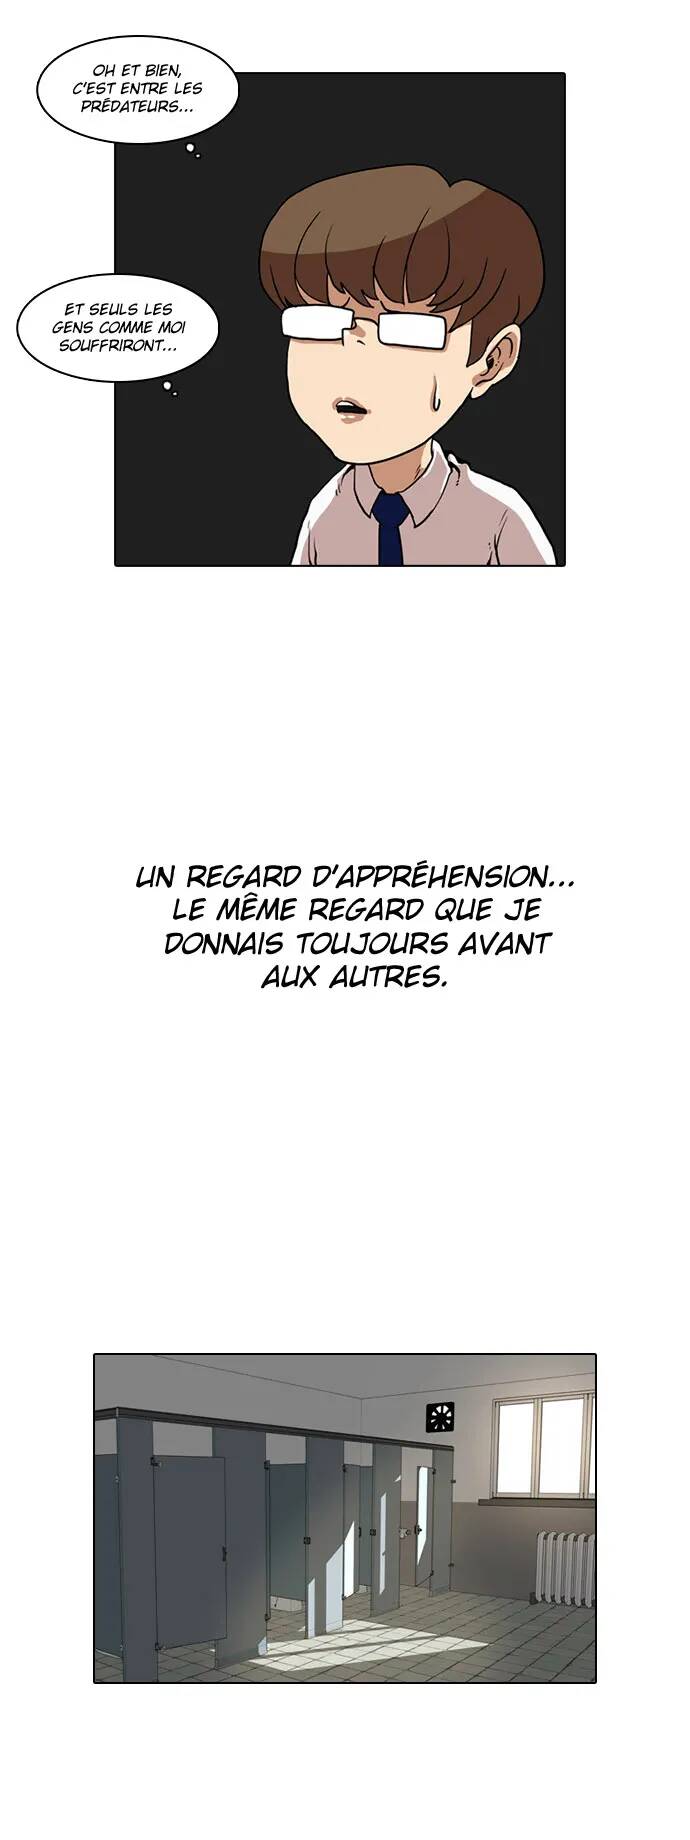 OH ET BIEN,
C'EST ENTRE LES
PRÉDATEURS...
ET SEULS LES
GENS COMME MOI
SOUFFRIRONT...
UN REGARD D'APPRÉHENSION...
LE MÊME REGARD QUE JE
DONNAIS TOUJOURS AVANT
AUX AUTRES.